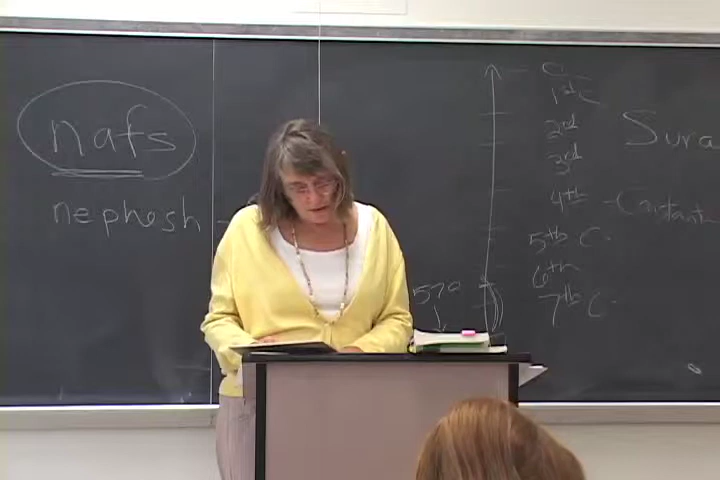 nafs
nephesh
C
1st C
2nd
3rd
4th - Constant
5th C.
6th
7th C.
570
Sura